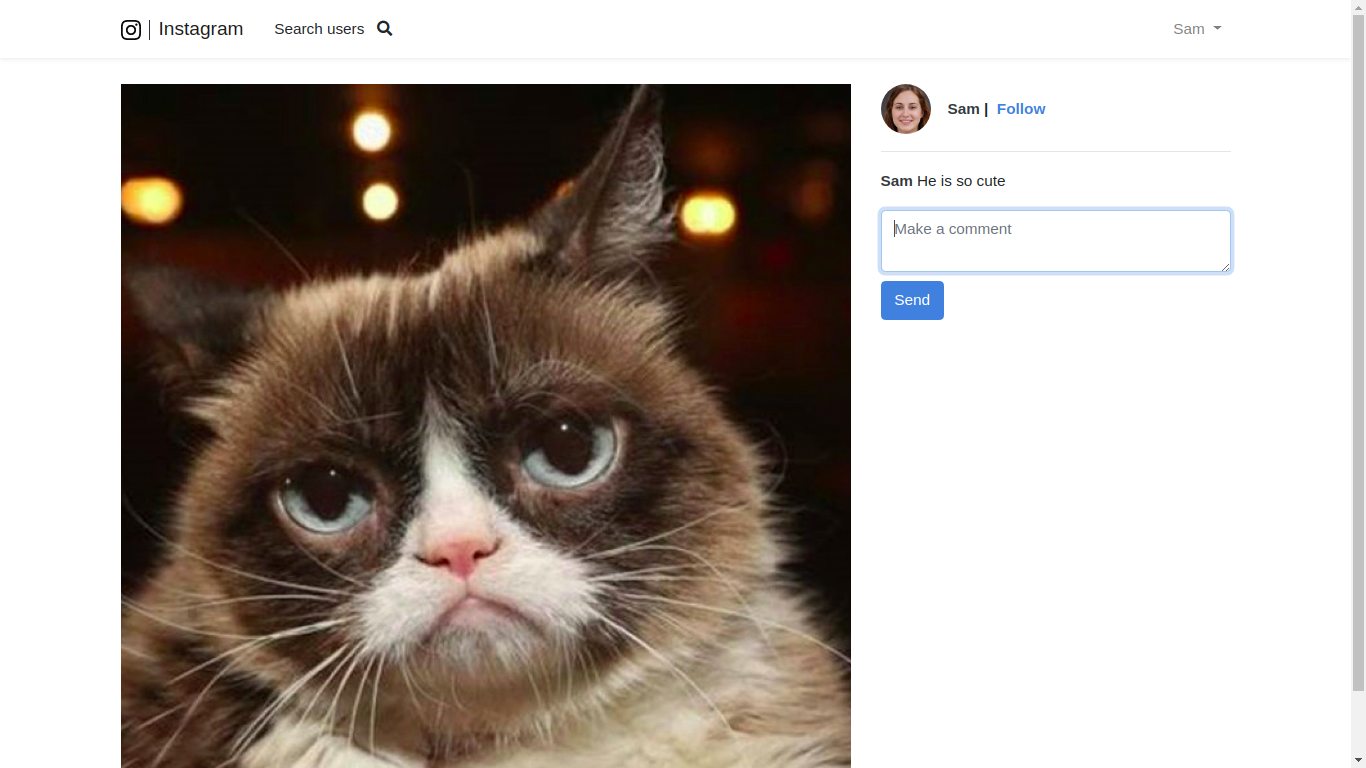 Instagram
Search users
Sam
Sam | Follow
Sam He is so cute
Make a comment
Send